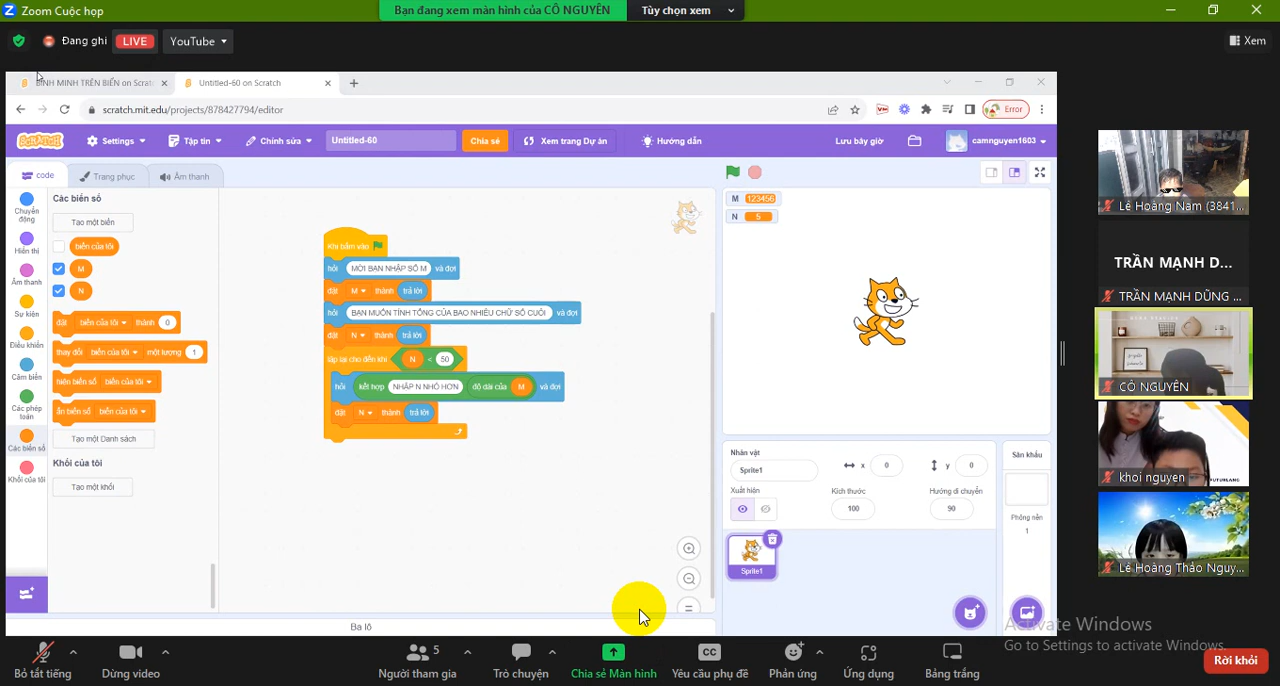 Zoom Cuộc họp
Bạn đang xem màn hình của CÔ NGUYÊN
Tùy chọn xem
Đang ghi
LIVE
YouTube
Xem
BÌNH MINH TRÊN BIỂN on Scrat
Untitled-60 on Scratch
scratch.mit.edu/projects/878427794/editor
Error
SCRATCH
Settings
Tập tin
Chỉnh sửa
Untitled-60
Chia sẻ
Xem trang Dự án
Hướng dẫn
Lưu bây giờ
camnguyen1603
code
Trang phục
Âm thanh
Chuyển động
Hiển thị
Âm thanh
Sự kiện
Điều khiển
Cảm biến
Các phép toán
Các biến số
Khối của tôi
Các biến số
Tạo một biến
biến của tôi
M
N
đặt biến của tôi thành 0
thay đổi biến của tôi một lượng 1
hiện biến số biến của tôi
ẩn biến số biến của tôi
Tạo một Danh sách
Khối của tôi
Tạo một khối
Khi bấm vào
hỏi MỜI BẠN NHẬP SỐ M và đợi
đặt M thành trả lời
hỏi BẠN MUỐN TÍNH TỔNG CỦA BAO NHIÊU CHỮ SỐ CUỐI và đợi
đặt N thành trả lời
lặp lại cho đến khi N < 50
hỏi kết hợp NHẬP N NHỎ HƠN độ dài của M và đợi
đặt N thành trả lời
M 123456
N 5
Nhân vật
Sprite1
x 0
y 0
Xuất hiện
Kích thước
100
Hướng di chuyển
90
Sprite1
Sân khấu
Phông nền
1
Ba lô
Lê Hoàng Nam (3841...
TRẦN MẠNH D...
TRẦN MẠNH DŨNG ...
CÔ NGUYÊN
khoi nguyen
Lê Hoàng Thảo Nguy...
Activate Windows
Go to Settings to activate Windows.
Bỏ tắt tiếng
Dừng video
5
Người tham gia
Trò chuyện
Chia sẻ Màn hình
CC
Yêu cầu phụ đề
Phản ứng
Ứng dụng
Bảng trắng
Rời khỏi